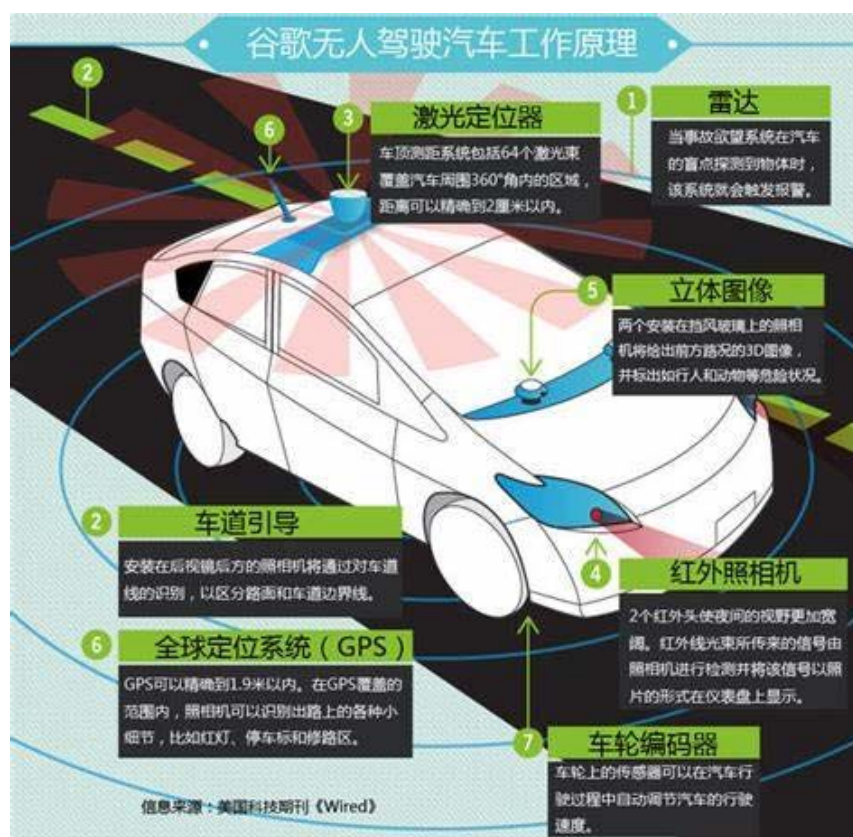 谷歌无人驾驶汽车工作原理
2
6
3
激光定位器
车顶测距系统包括64个激光束
覆盖汽车周围360°角内的区域，
距离可以精确到2厘米以内。
1
雷达
当事故欲望系统在汽车
的盲点探测到物体时，
该系统就会触发报警。
5
立体图像
两个安装在挡风玻璃上的照相
机将给出前方路况的3D图像，
并标出如行人和动物等危险状况。
2
车道引导
安装在后视镜后方的照相机将通过对车道
线的识别，以区分路面和车道边界线。
4
红外照相机
2个红外头使夜间的视野更加宽
阔。红外线光束所传来的信号由
照相机进行检测并将该信号以照
片的形式在仪表盘上显示。
6
全球定位系统（GPS）
GPS可以精确到1.9米以内。在GPS覆盖的
范围内，照相机可以识别出路上的各种小
细节，比如红灯、停车标和修路区。
7
车轮编码器
车轮上的传感器可以在汽车行
驶过程中自动调节汽车的行驶
速度。
信息来源：美国科技期刊《Wired》